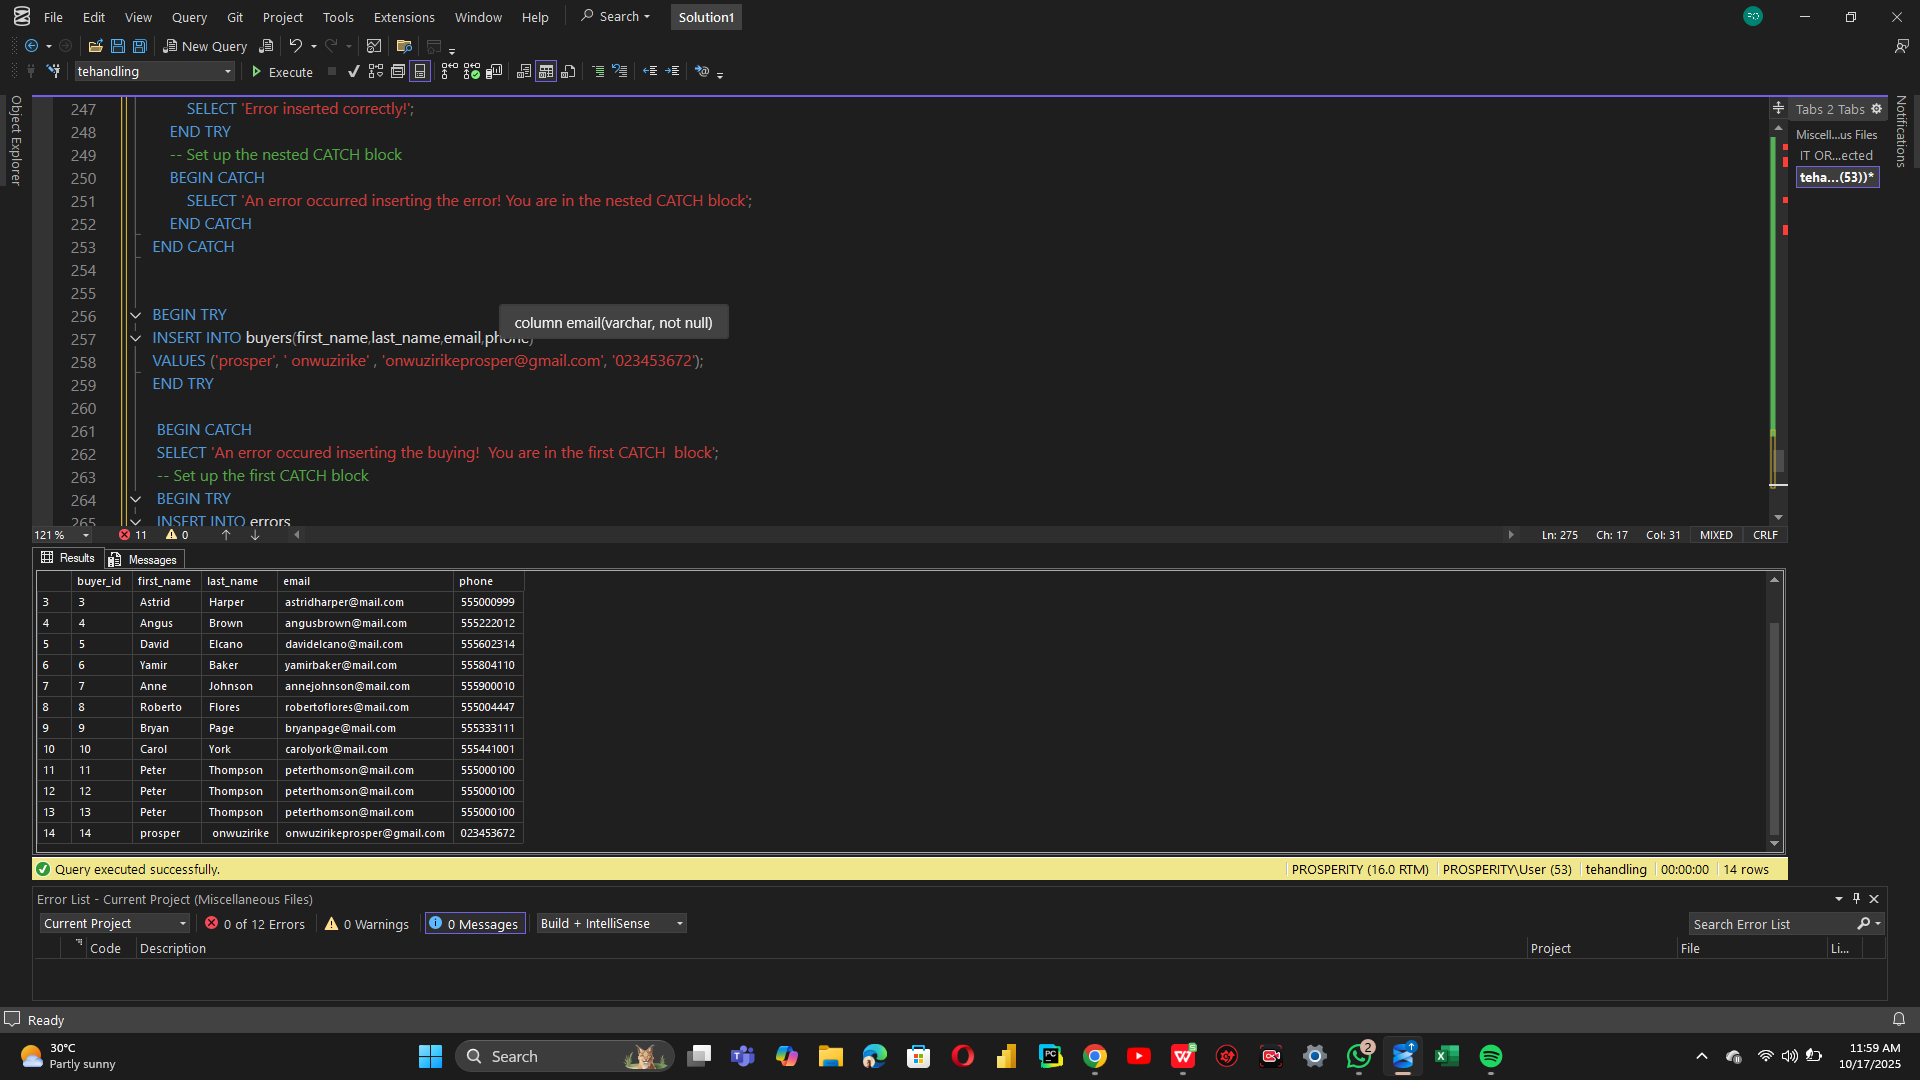 File Edit View Query Git Project Tools Extensions Window Help Search Solution1
New Query
tehandling Execute
Object Explorer
Notifications
Tabs 2 Tabs
Miscell...us Files
IT OR...ected
teha...(53))*
247 SELECT 'Error inserted correctly!';
248 END TRY
249 -- Set up the nested CATCH block
250 BEGIN CATCH
251 SELECT 'An error occurred inserting the error! You are in the nested CATCH block';
252 END CATCH
253 END CATCH
254
255
256 BEGIN TRY
column email(varchar, not null)
257 INSERT INTO buyers(first_name,last_name,email,phone)
258 VALUES ('prosper', ' onwuzirike' , 'onwuzirikeprosper@gmail.com', '023453672');
259 END TRY
260
261 BEGIN CATCH
262 SELECT 'An error occured inserting the buying!  You are in the first CATCH  block';
263 -- Set up the first CATCH block
264 BEGIN TRY
265 INSERT INTO errors
121 % 11 0 Ln: 275 Ch: 17 Col: 31 MIXED CRLF
Results Messages
buyer_id first_name last_name email phone
3 3 Astrid Harper astridharper@mail.com 555000999
4 4 Angus Brown angusbrown@mail.com 555222012
5 5 David Elcano davidelcano@mail.com 555602314
6 6 Yamir Baker yamirbaker@mail.com 555804110
7 7 Anne Johnson annejohnson@mail.com 555900010
8 8 Roberto Flores robertoflores@mail.com 555004447
9 9 Bryan Page bryanpage@mail.com 555333111
10 10 Carol York carolyork@mail.com 555441001
11 11 Peter Thompson peterthomson@mail.com 555000100
12 12 Peter Thompson peterthomson@mail.com 555000100
13 13 Peter Thompson peterthomson@mail.com 555000100
14 14 prosper onwuzirike onwuzirikeprosper@gmail.com 023453672
Query executed successfully. PROSPERITY (16.0 RTM) PROSPERITY\User (53) tehandling 00:00:00 14 rows
Error List - Current Project (Miscellaneous Files)
Current Project 0 of 12 Errors 0 Warnings 0 Messages Build + IntelliSense Search Error List
Code Description Project File Li...
Ready
30°C
Partly sunny
Search
2
11:59 AM
10/17/2025